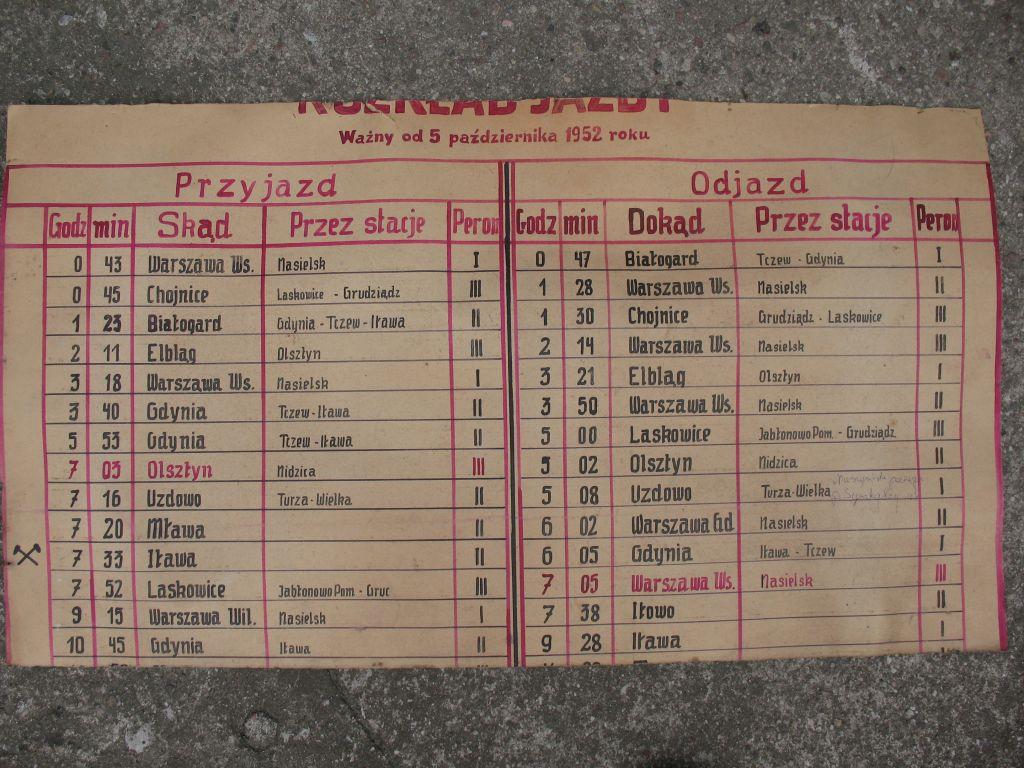 ROZKŁAD JAZDY
Ważny od 5 października 1952 roku
Przyjazd
Godz min Skąd Przez stacje Peron
0 43 Warszawa Ws. Nasielsk I
0 45 Chojnice Laskowice - Grudziądz III
1 23 Białogard Gdynia - Tczew - Iława II
2 11 Elbląg Olsztyn III
3 18 Warszawa Ws. Nasielsk I
3 40 Gdynia Tczew - Iława II
5 53 Gdynia Tczew - Iława II
7 03 Olsztyn Nidzica III
7 16 Uzdowo Turza - Wielka II
7 20 Mława II
7 33 Iława II
7 52 Laskowice Jabłonowo Pom - Gruc III
9 15 Warszawa Wil. Nasielsk I
10 45 Gdynia Iława II
Odjazd
Godz min Dokąd Przez stacje Peron
0 47 Białogard Tczew - Gdynia I
1 28 Warszawa Ws. Nasielsk II
1 30 Chojnice Grudziądz - Laskowice III
2 14 Warszawa Ws. Nasielsk III
3 21 Elbląg Olsztyn I
3 50 Warszawa Ws. Nasielsk II
5 00 Laskowice Jabłonowo Pom. - Grudziądz III
5 02 Olsztyn Nidzica II
5 08 Uzdowo Turza - Wielka I
6 02 Warszawa Gd Nasielsk II
6 05 Gdynia Iława - Tczew I
7 05 Warszawa Ws. Nasielsk III
7 38 Iłowo II
9 28 Iława I